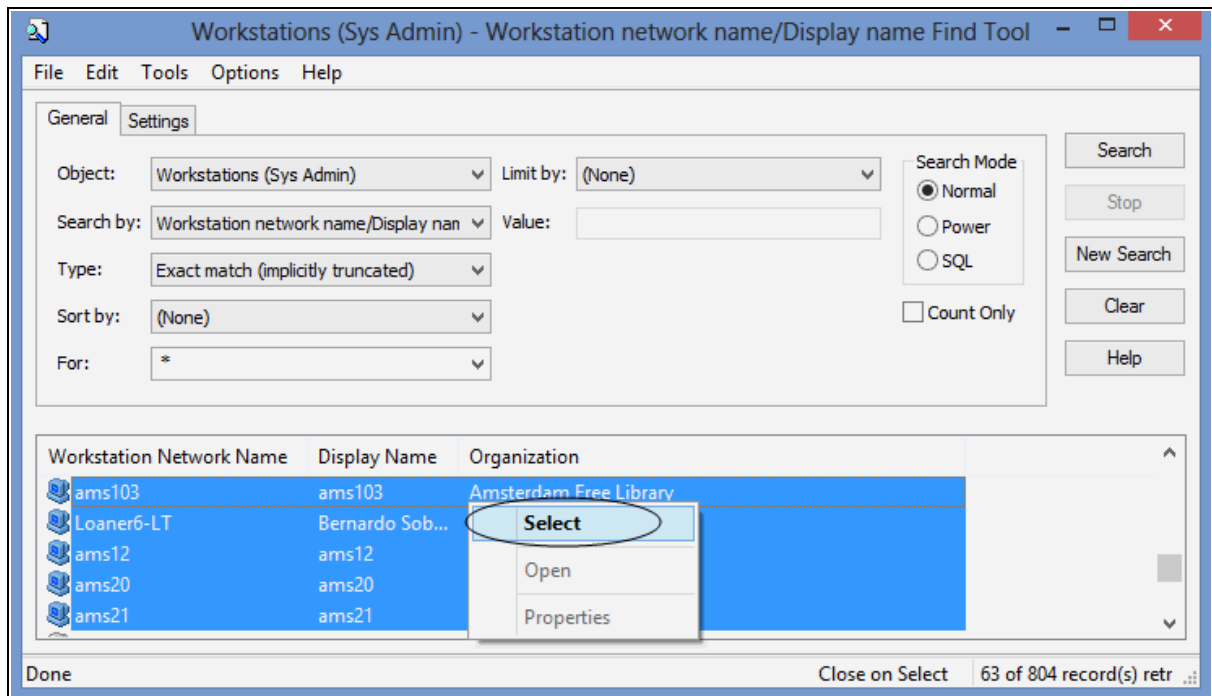 Workstations (Sys Admin) - Workstation network name/Display name Find Tool
File Edit Tools Options Help
General Settings
Object: Workstations (Sys Admin) Limit by: (None)
Search by: Workstation network name/Display nan Value:
Type: Exact match (implicitly truncated)
Sort by: (None)
For: *
Search Mode
Normal
Power
SQL
Count Only
Search
Stop
New Search
Clear
Help
Workstation Network Name Display Name Organization
ams103 ams103 Amsterdam Free Library
Loaner6-LT Bernardo Sob...
ams12 ams12
ams20 ams20
ams21 ams21
Select
Open
Properties
Done Close on Select 63 of 804 record(s) retr